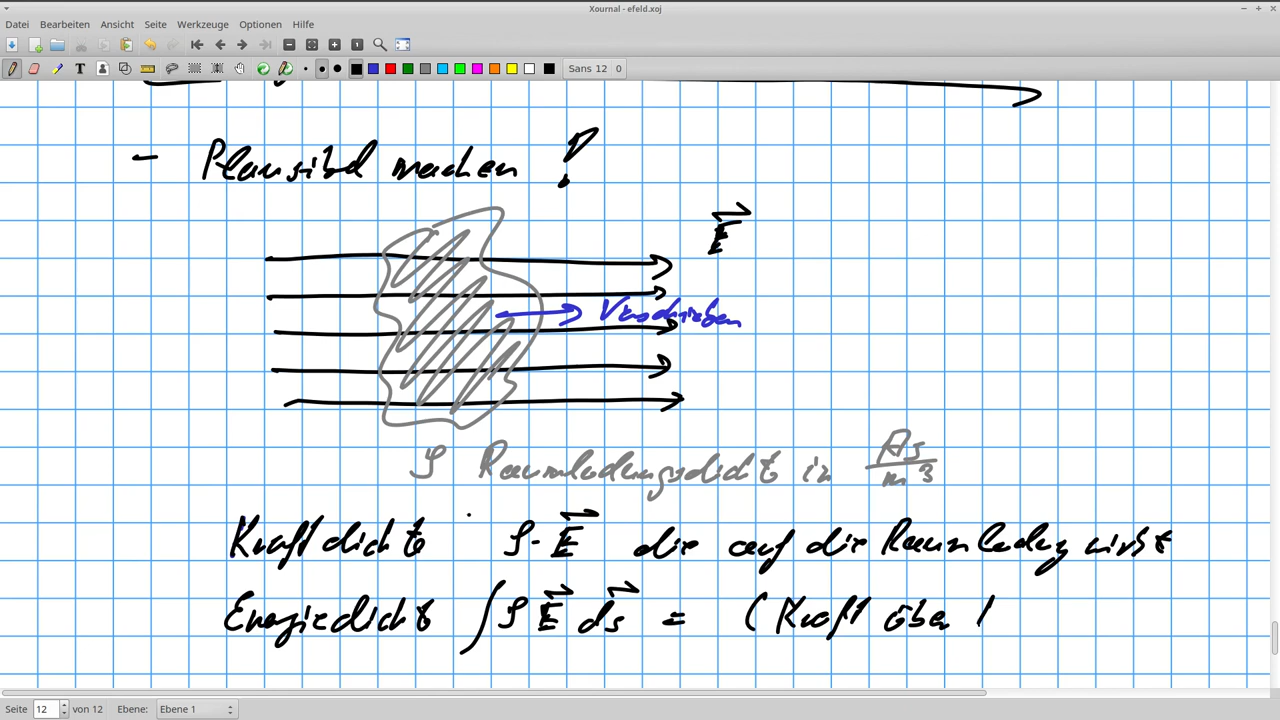 Xournal - efeld.xoj
Datei Bearbeiten Ansicht Seite Werkzeuge Optionen Hilfe
Sans 12 0
- Plausibel machen !
E
Verschieben
ρ Raumladungsdichte in As/m³
Kraftdichte ρ · E die auf die Raumladung wirkt
Energiedichte ∫ ρ E ds = ( Kraft über
Seite 12 von 12 Ebene: Ebene 1